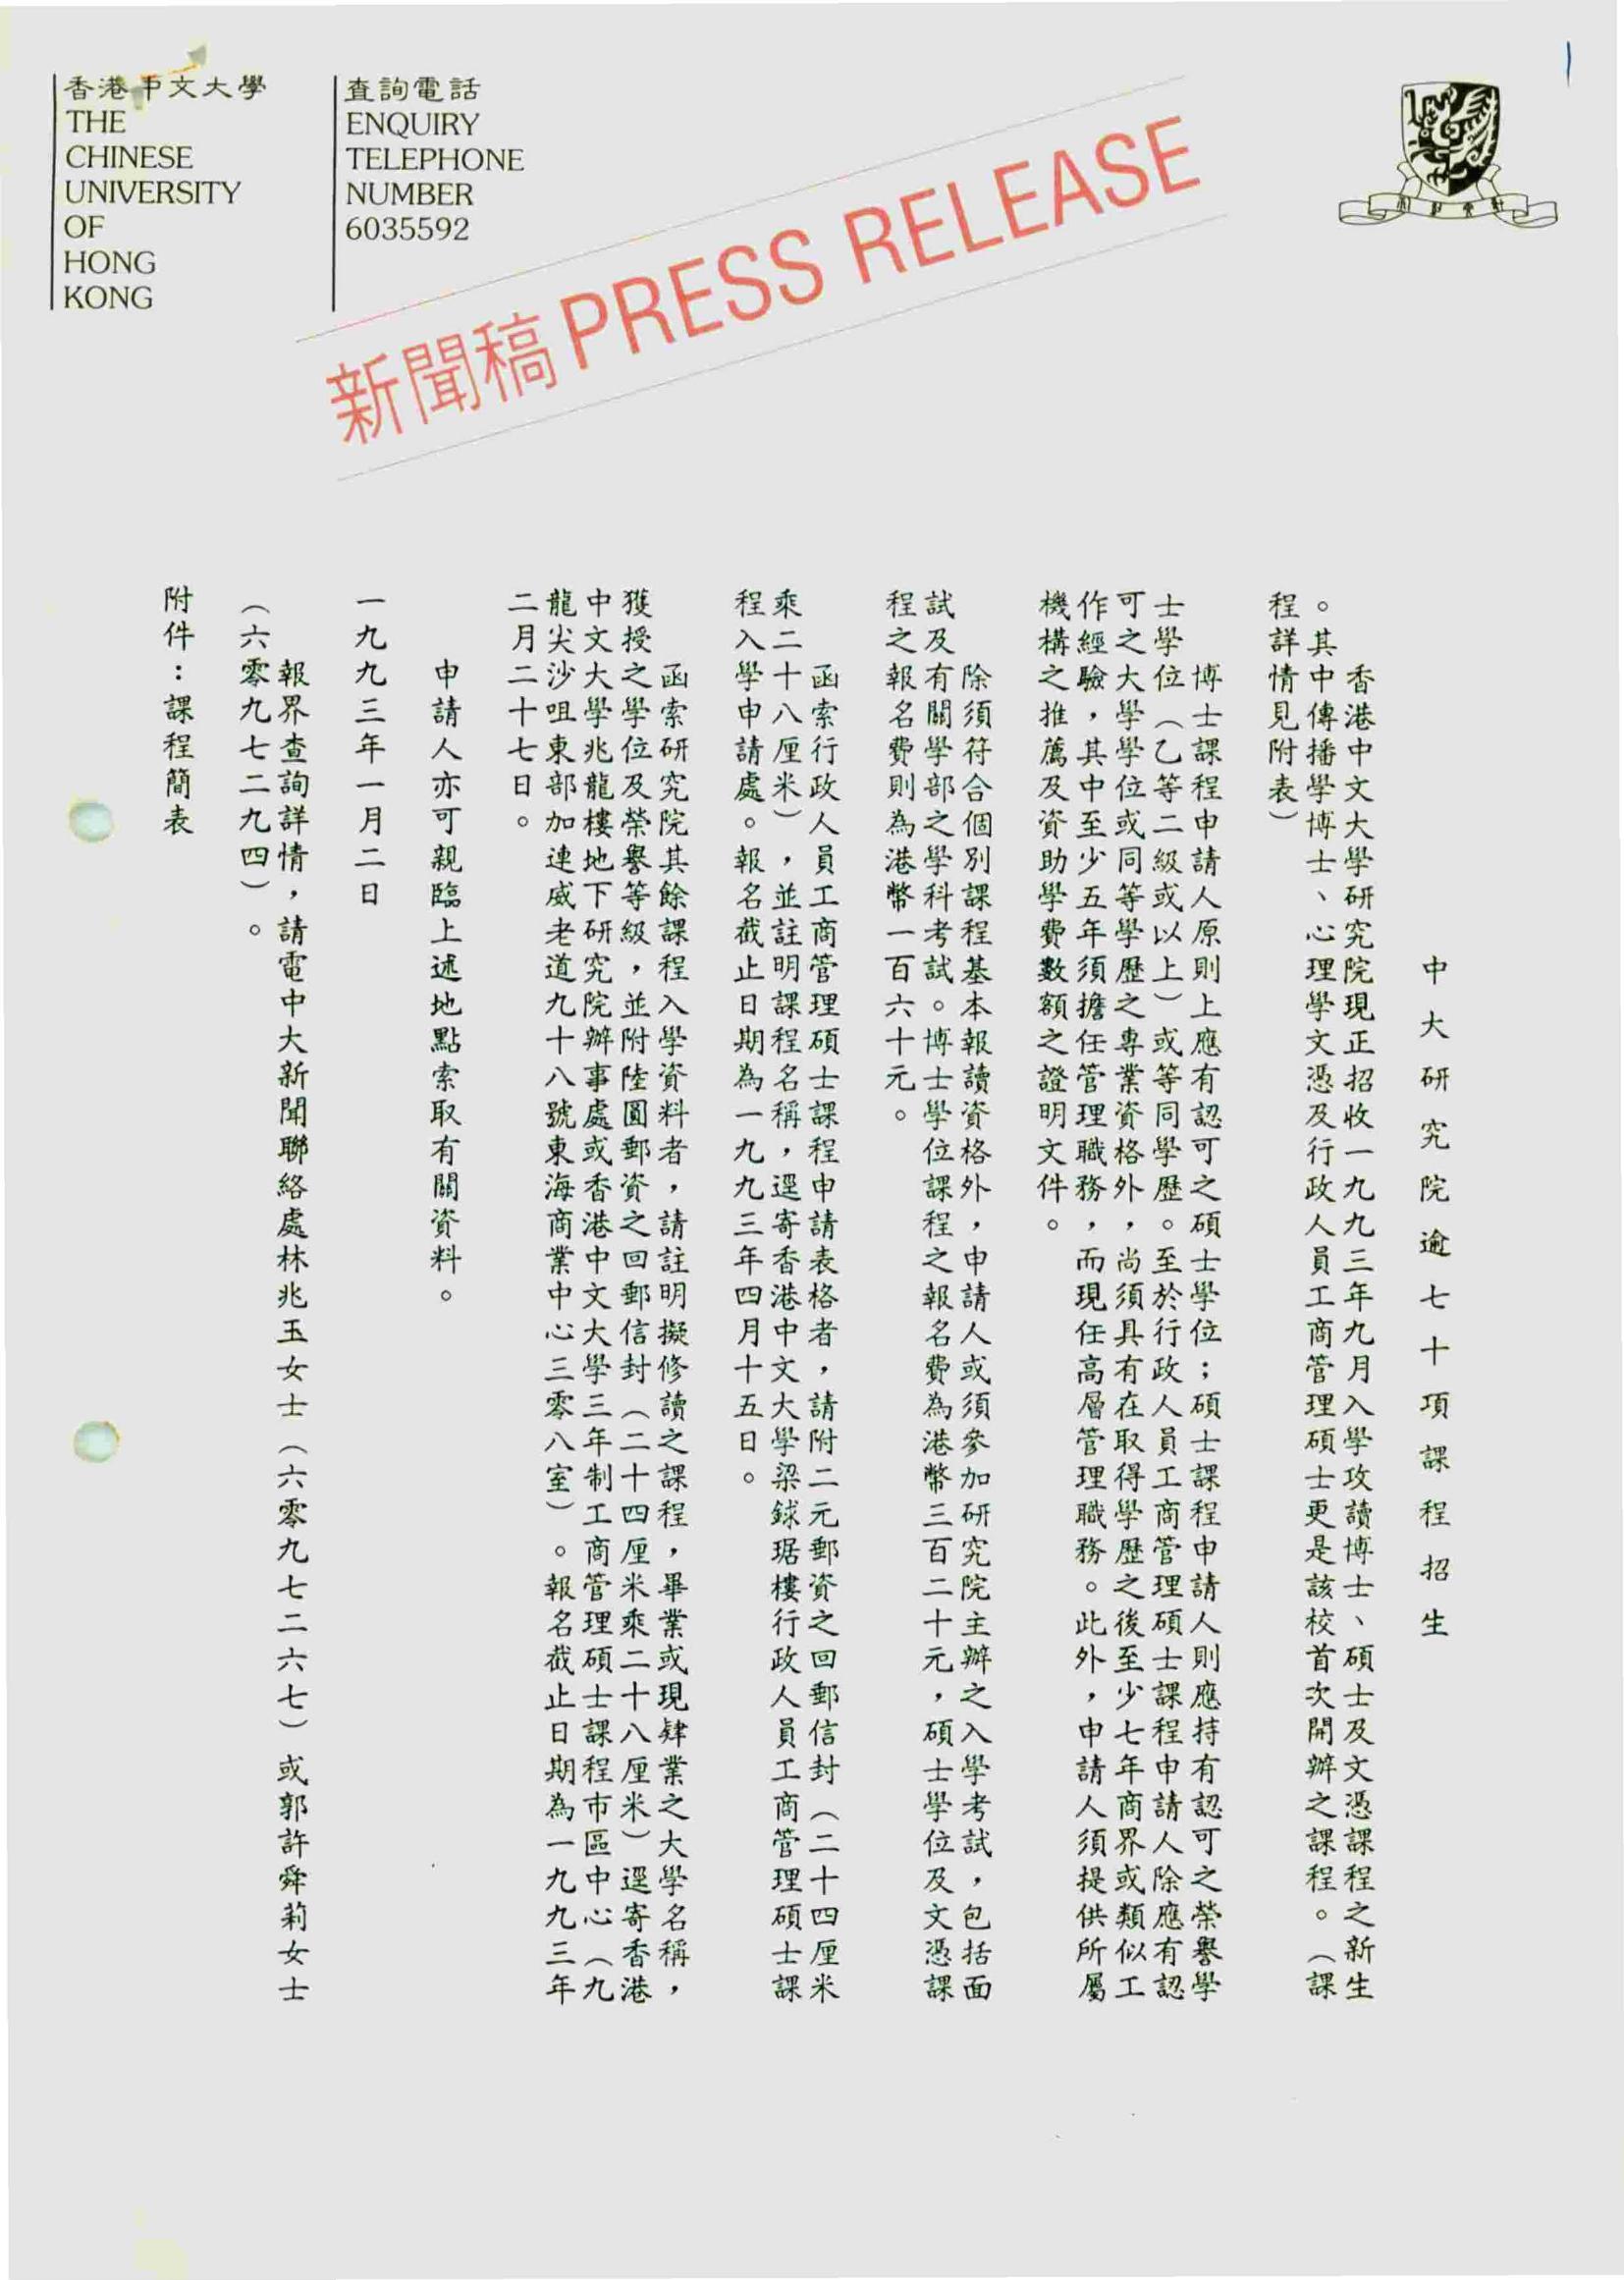 香港中文大學
THE
CHINESE
UNIVERSITY
OF
HONG
KONG
查詢電話
ENQUIRY
TELEPHONE
NUMBER
6035592
新聞稿 PRESS RELEASE
中大研究院逾七十項課程招生
香港中文大學研究院現正招收一九九三年九月入學攻讀博士、碩士及文憑課程之新生
。其中傳播學博士、心理學文憑及行政人員工商管理碩士更是該校首次開辦之課程。（課
程詳情見附表）
博士課程申請人原則上應有認可之碩士學位；碩士課程申請人則應持有認可之榮譽學
士學位（乙等二級或以上）或等同學歷。至於行政人員工商管理碩士課程申請人除應有認
可之大學學位或同等學歷之專業資格外，尚須具有在取得學歷之後至少七年商界或類似工
作經驗，其中至少五年須擔任管理職務，而現任高層管理職務。此外，申請人須提供所屬
機構之推薦及資助學費數額之證明文件。
除須符合個別課程基本報讀資格外，申請人或須參加研究院主辦之入學考試，包括面
試及有關學部之學科考試。博士學位課程之報名費為港幣三百二十元，碩士學位及文憑課
程之報名費則為港幣一百六十元。
函索行政人員工商管理碩士課程申請表格者，請附二元郵資之回郵信封（二十四厘米
乘二十八厘米），並註明課程名稱，逕寄香港中文大學梁銶琚樓行政人員工商管理碩士課
程入學申請處。報名截止日期為一九九三年四月十五日。
函索研究院其餘課程入學資料者，請註明擬修讀之課程，畢業或現肄業之大學名稱，
獲授之學位及榮譽等級，並附陸圓郵資之回郵信封（二十四厘米乘二十八厘米）逕寄香港
中文大學兆龍樓地下研究院辦事處或香港中文大學三年制工商管理碩士課程市區中心（九
龍尖沙咀東部加連威老道九十八號東海商業中心三零八室）。報名截止日期為一九九三年
二月二十七日。
申請人亦可親臨上述地點索取有關資料。
一九九三年一月二日
報界查詢詳情，請電中大新聞聯絡處林兆玉女士（六零九七二六七）或郭許舜莉女士
（六零九七二九四）。
附件：課程簡表